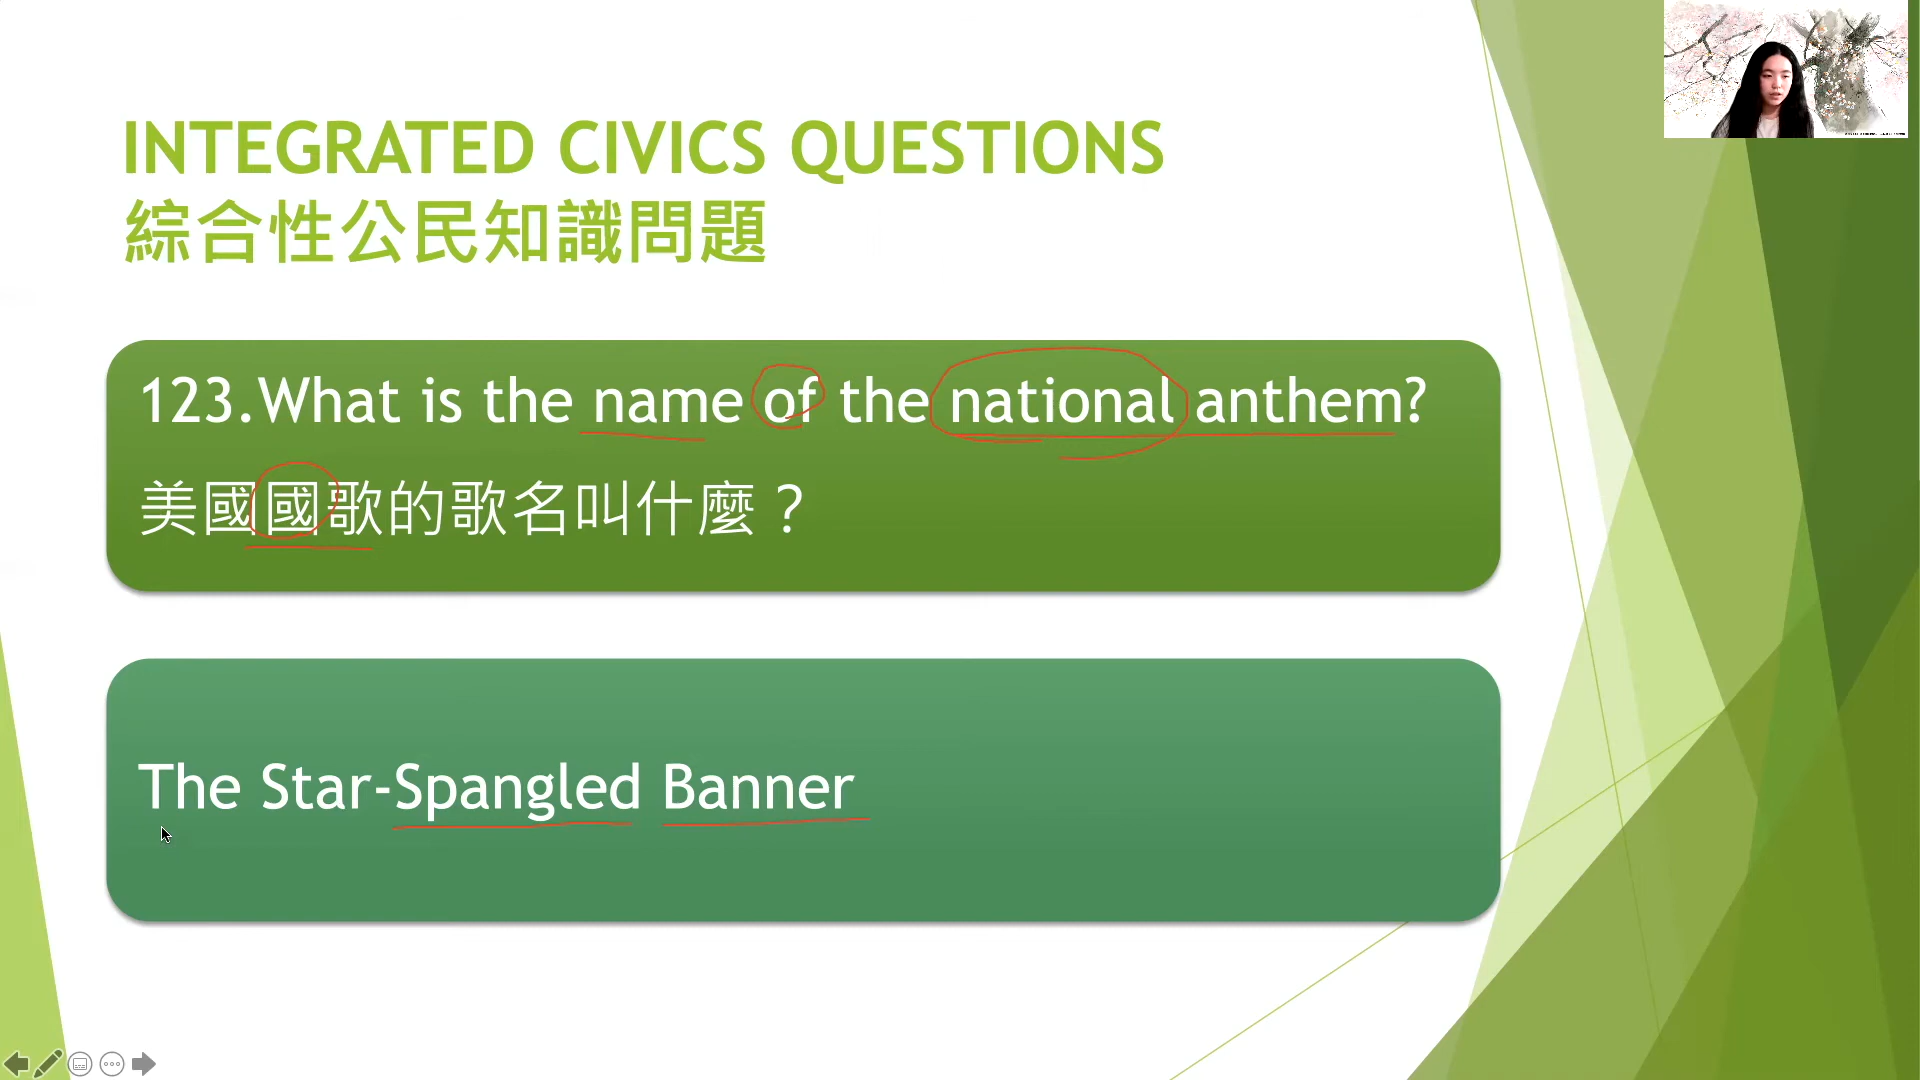 INTEGRATED CIVICS QUESTIONS
綜合性公民知識問題
123.What is the name of the national anthem?
美國國歌的歌名叫什麼？
The Star-Spangled Banner